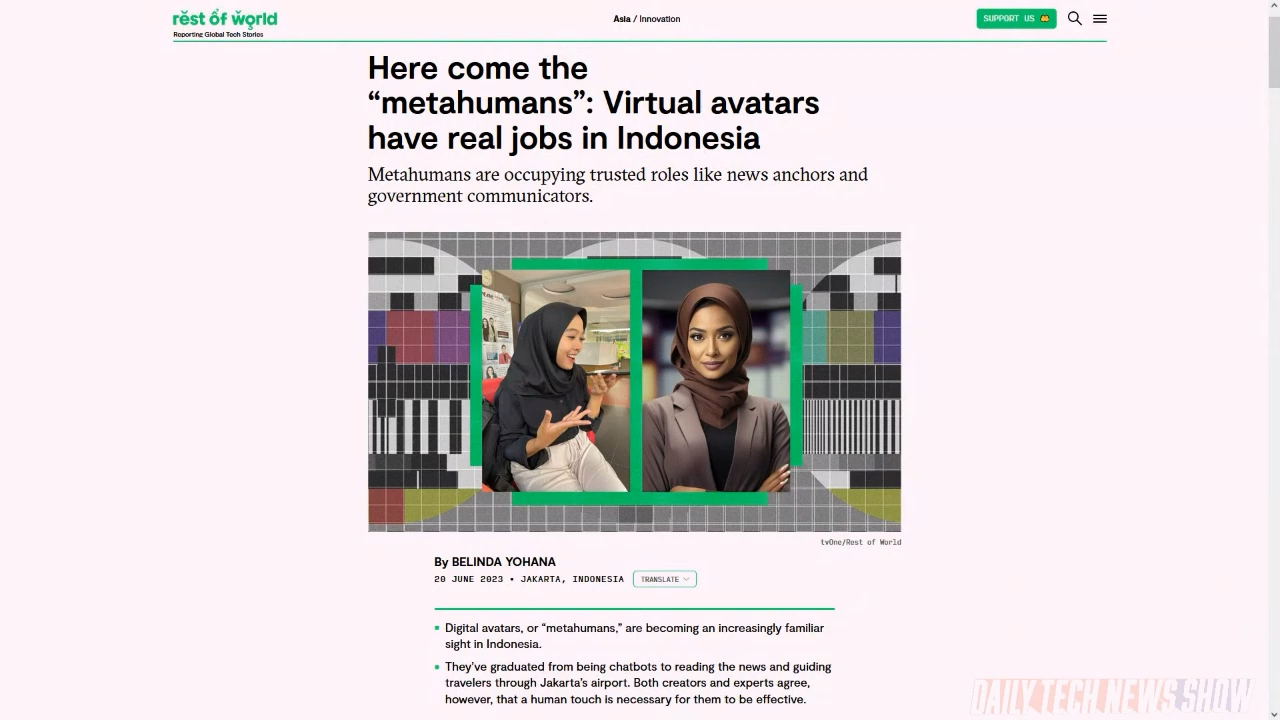 rest of world
Reporting Global Tech Stories
Asia / Innovation
SUPPORT US
Here come the
“metahumans”: Virtual avatars
have real jobs in Indonesia
Metahumans are occupying trusted roles like news anchors and
government communicators.
tvOne/Rest of World
By BELINDA YOHANA
20 JUNE 2023 • JAKARTA, INDONESIA
TRANSLATE
Digital avatars, or “metahumans,” are becoming an increasingly familiar
sight in Indonesia.
They’ve graduated from being chatbots to reading the news and guiding
travelers through Jakarta’s airport. Both creators and experts agree,
however, that a human touch is necessary for them to be effective.
DAILY TECH NEWS SHOW